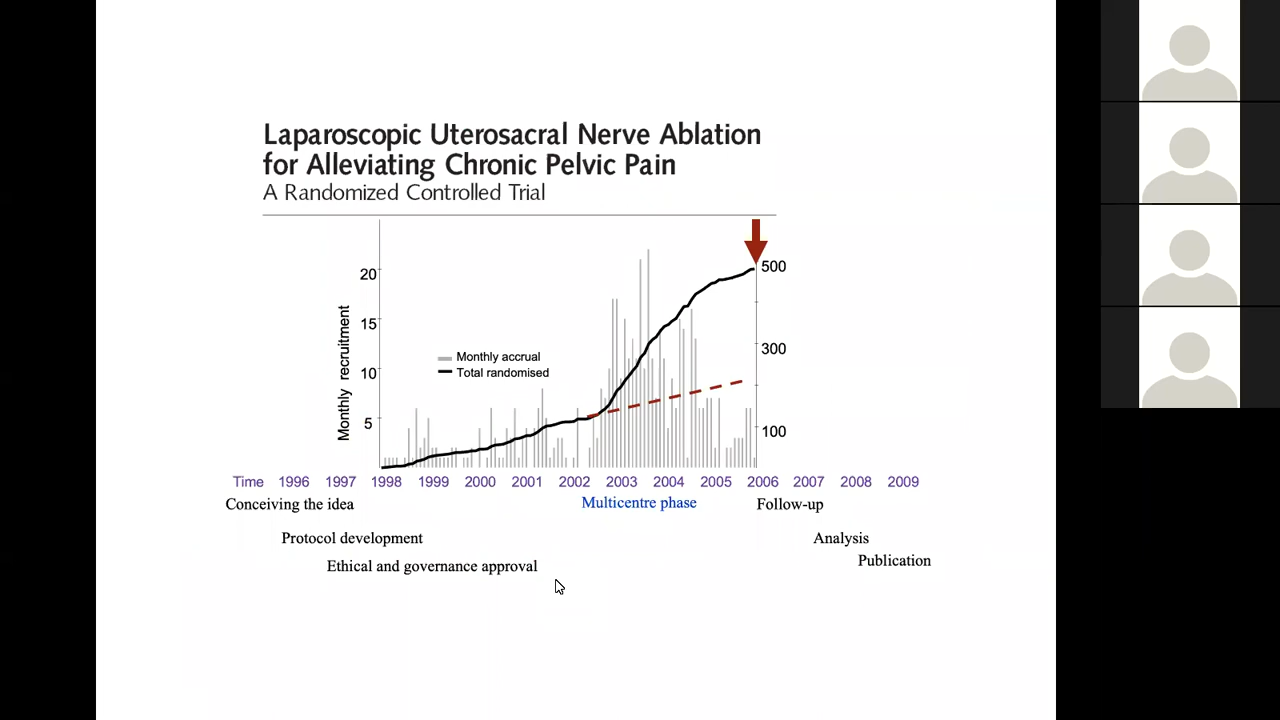 Laparoscopic Uterosacral Nerve Ablation
for Alleviating Chronic Pelvic Pain
A Randomized Controlled Trial
Monthly recruitment
20
15
10
5
Monthly accrual
Total randomised
500
300
100
Time 1996 1997 1998 1999 2000 2001 2002 2003 2004 2005 2006 2007 2008 2009
Conceiving the idea Multicentre phase Follow-up
Protocol development Analysis
Ethical and governance approval Publication